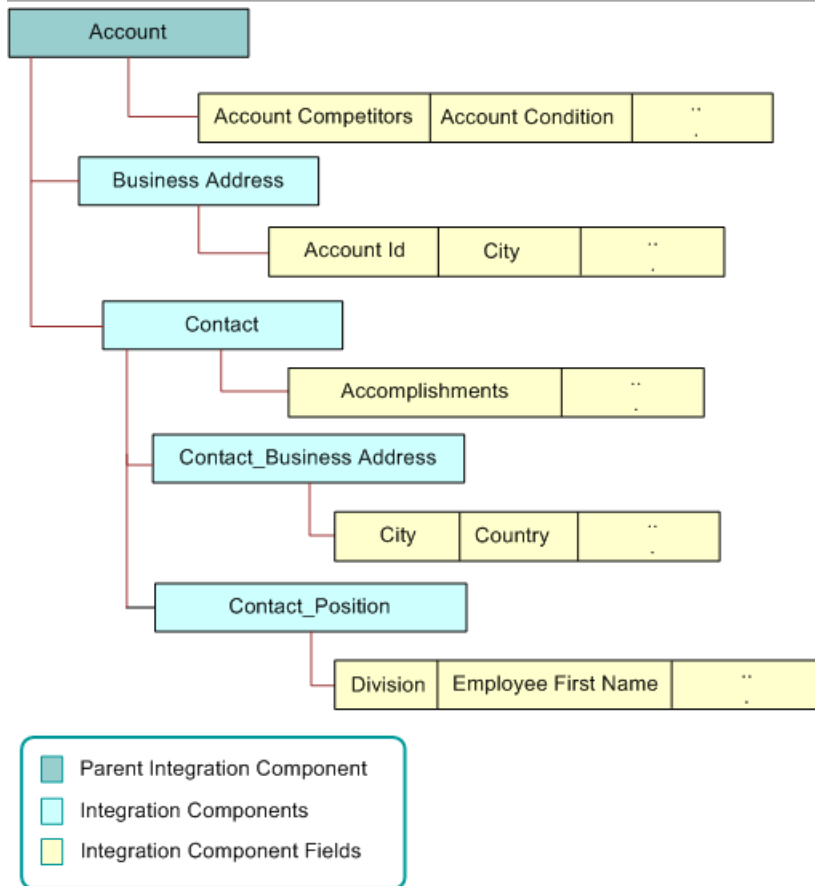 Account
Account Competitors Account Condition ...
Business Address
Account Id City ...
Contact
Accomplishments ...
Contact_Business Address
City Country ...
Contact_Position
Division Employee First Name ...
Parent Integration Component
Integration Components
Integration Component Fields